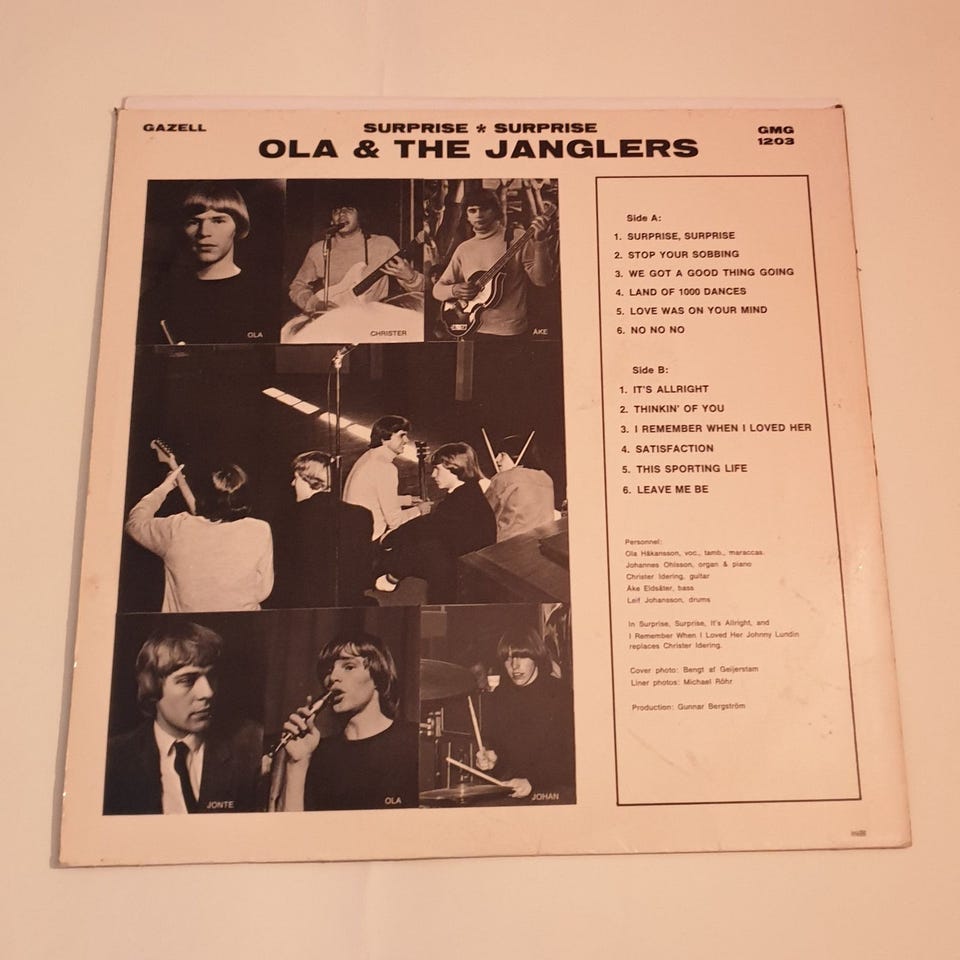 GAZELL
SURPRISE * SURPRISE
OLA & THE JANGLERS
GMG
1203
OLA
CHRISTER
ÅKE
JONTE
OLA
JOHAN
Side A:
1. SURPRISE, SURPRISE
2. STOP YOUR SOBBING
3. WE GOT A GOOD THING GOING
4. LAND OF 1000 DANCES
5. LOVE WAS ON YOUR MIND
6. NO NO NO
Side B:
1. IT'S ALLRIGHT
2. THINKIN' OF YOU
3. I REMEMBER WHEN I LOVED HER
4. SATISFACTION
5. THIS SPORTING LIFE
6. LEAVE ME BE
Personnel:
Ola Håkansson, voc., tamb., maraccas.
Johannes Ohlsson, organ & piano
Christer Idering, guitar
Åke Eldsäter, bass
Leif Johansson, drums
In Surprise, Surprise, It's Allright, and
I Remember When I Loved Her Johnny Lundin
replaces Christer Idering.
Cover photo: Bengt af Geijerstam
Liner photos: Michael Röhr
Production: Gunnar Bergström